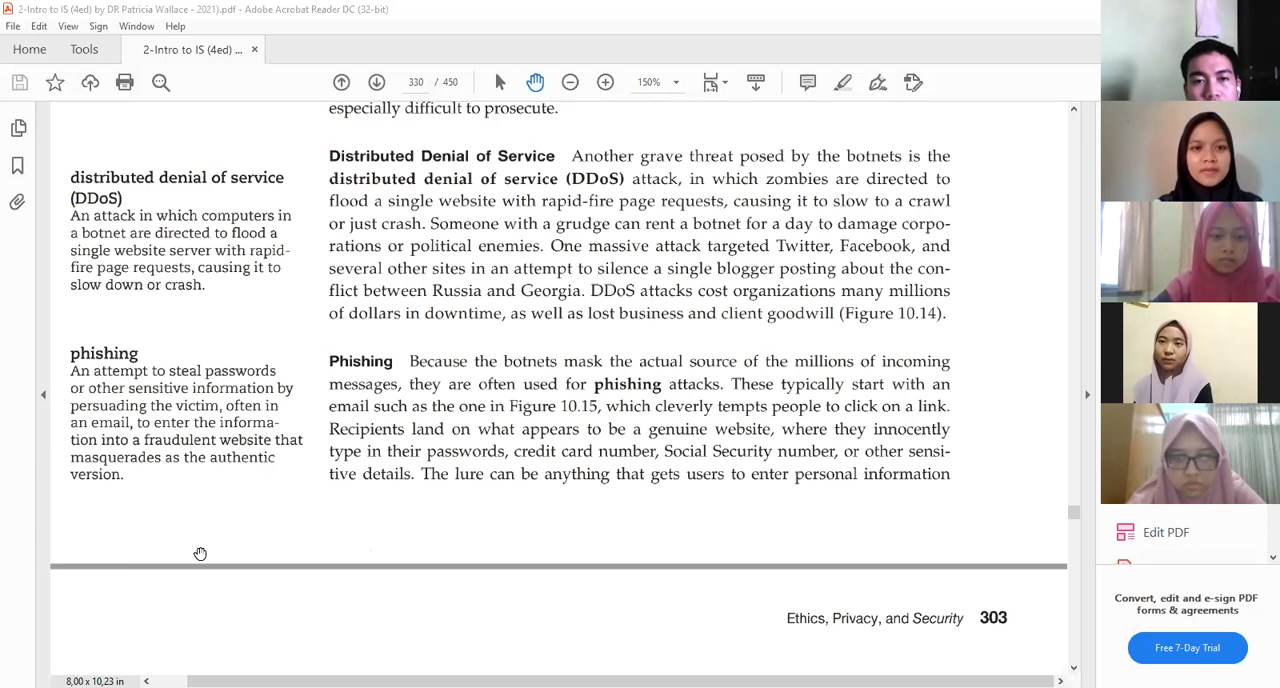 2-Intro to IS (4ed) by DR Patricia Wallace - 2021).pdf - Adobe Acrobat Reader DC (32-bit)
File Edit View Sign Window Help
Home Tools 2-Intro to IS (4ed) ... ×
330 / 450 150%
especially difficult to prosecute.
distributed denial of service
(DDoS)
An attack in which computers in
a botnet are directed to flood a
single website server with rapid-
fire page requests, causing it to
slow down or crash.
Distributed Denial of Service Another grave threat posed by the botnets is the
distributed denial of service (DDoS) attack, in which zombies are directed to
flood a single website with rapid-fire page requests, causing it to slow to a crawl
or just crash. Someone with a grudge can rent a botnet for a day to damage corpo-
rations or political enemies. One massive attack targeted Twitter, Facebook, and
several other sites in an attempt to silence a single blogger posting about the con-
flict between Russia and Georgia. DDoS attacks cost organizations many millions
of dollars in downtime, as well as lost business and client goodwill (Figure 10.14).
phishing
An attempt to steal passwords
or other sensitive information by
persuading the victim, often in
an email, to enter the informa-
tion into a fraudulent website that
masquerades as the authentic
version.
Phishing Because the botnets mask the actual source of the millions of incoming
messages, they are often used for phishing attacks. These typically start with an
email such as the one in Figure 10.15, which cleverly tempts people to click on a link.
Recipients land on what appears to be a genuine website, where they innocently
type in their passwords, credit card number, Social Security number, or other sensi-
tive details. The lure can be anything that gets users to enter personal information
Ethics, Privacy, and Security 303
8,00 x 10,23 in
Edit PDF
Convert, edit and e-sign PDF
forms & agreements
Free 7-Day Trial